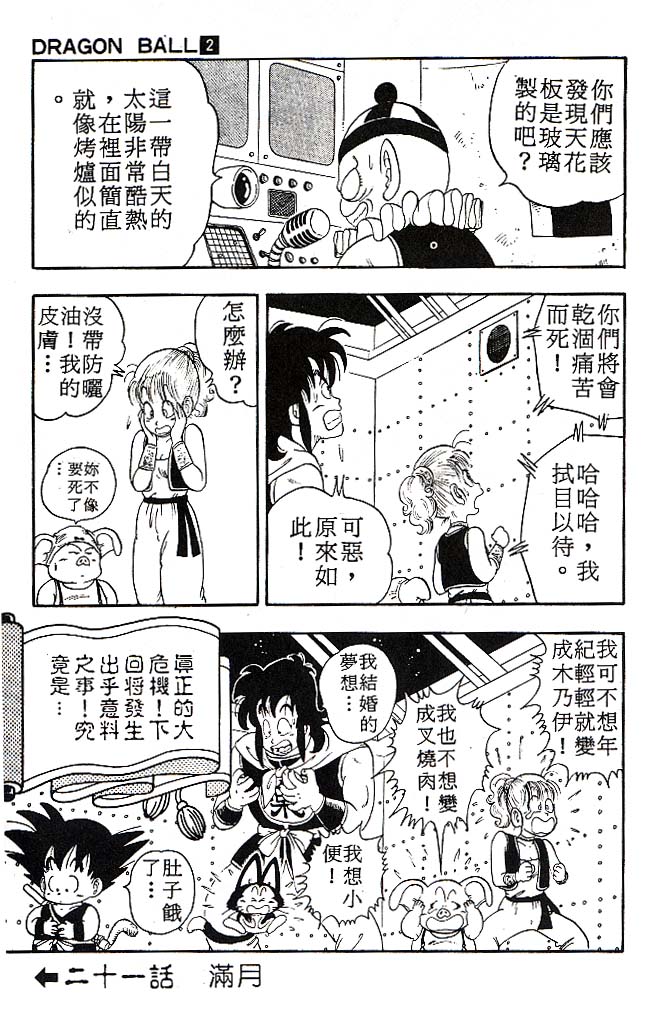 DRAGON BALL 2
你們應該
發現天花
板是玻璃
製的吧?
這一帶白天的
太陽非常酷熱
,在裡面簡直
就像烤爐似的
。
你們將會
乾涸痛苦
而死!
哈哈哈,我
拭目以待。
可惡,
原來如
此!
怎麼辦?
沒帶防曬
油!我的
皮膚…
妳不像
要死了
…
我可不想年
紀輕輕就變
成木乃伊!
我也不想變
成叉燒肉!
我結婚的
夢想…
我想小
便!
肚子餓
了…
真正的大
危機!下
回將發生
出乎意料
之事!究
竟是…
←二十一話 滿月